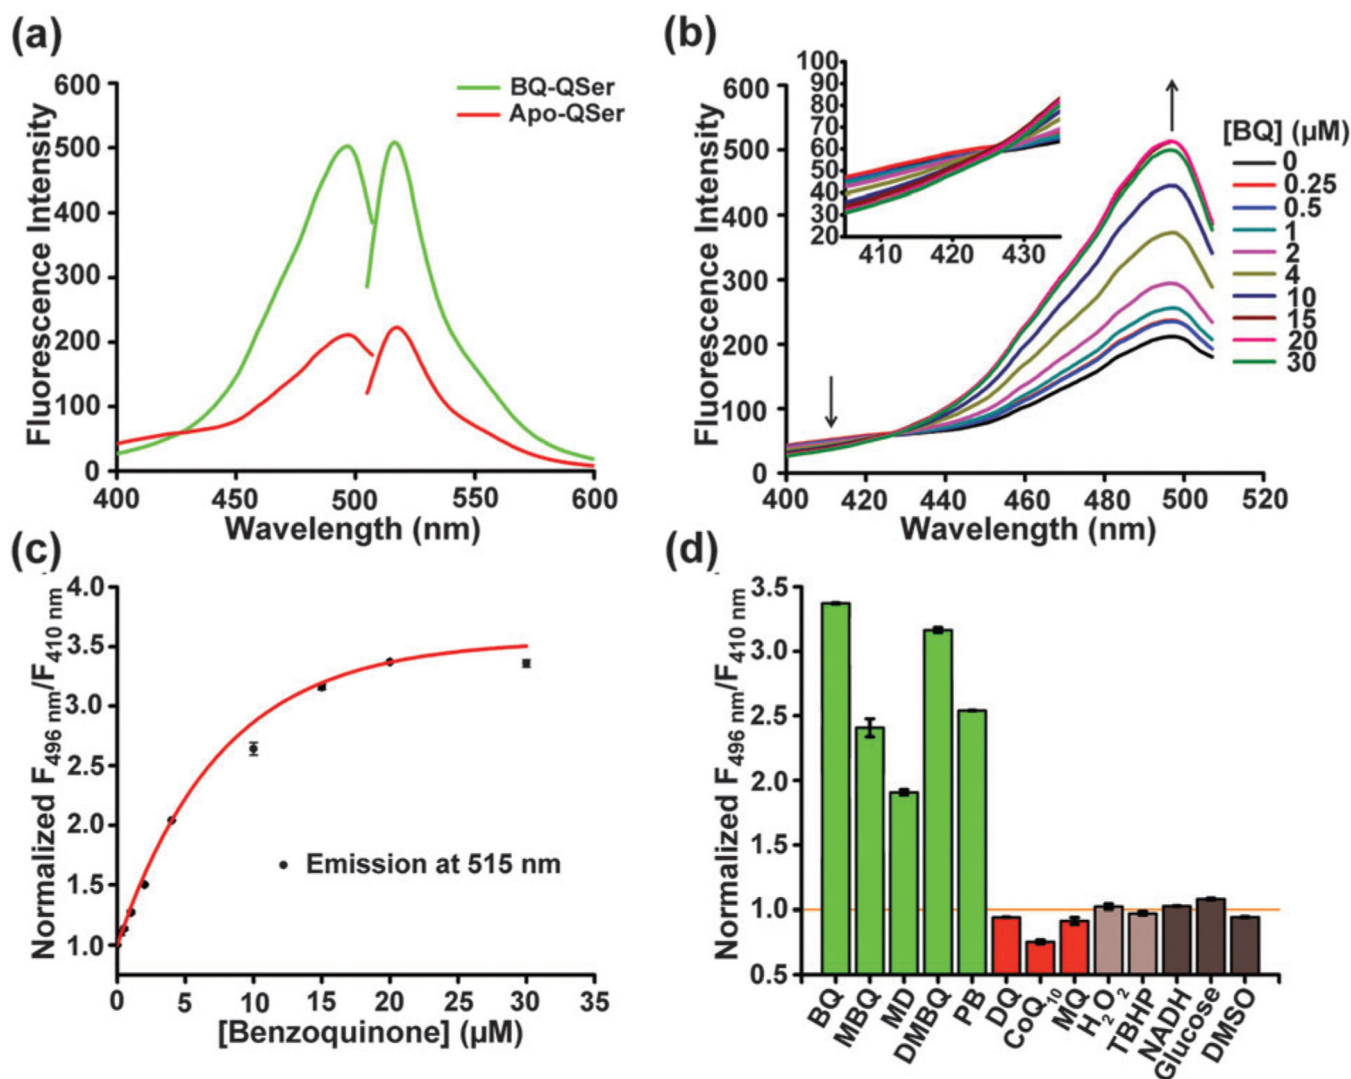 (a)
600
500
400
300
200
100
0
Fluorescence Intensity
BQ-QSer
Apo-QSer
400 450 500 550 600
Wavelength (nm)
(b)
600
500
400
300
200
100
0
Fluorescence Intensity
100
90
80
70
60
50
40
30
20
410 420 430
[BQ] (µM)
0
0.25
0.5
1
2
4
10
15
20
30
400 420 440 460 480 500 520
Wavelength (nm)
(c)
4.0
3.5
3.0
2.5
2.0
1.5
1.0
Normalized F496 nm/F410 nm
Emission at 515 nm
0 5 10 15 20 25 30 35
[Benzoquinone] (µM)
(d)
3.5
3.0
2.5
2.0
1.5
1.0
0.5
Normalized F496 nm/F410 nm
BQ
MBQ
MD
DMBQ
PB
DQ
CoQ10
MQ
H2O2
TBHP
NADH
Glucose
DMSO